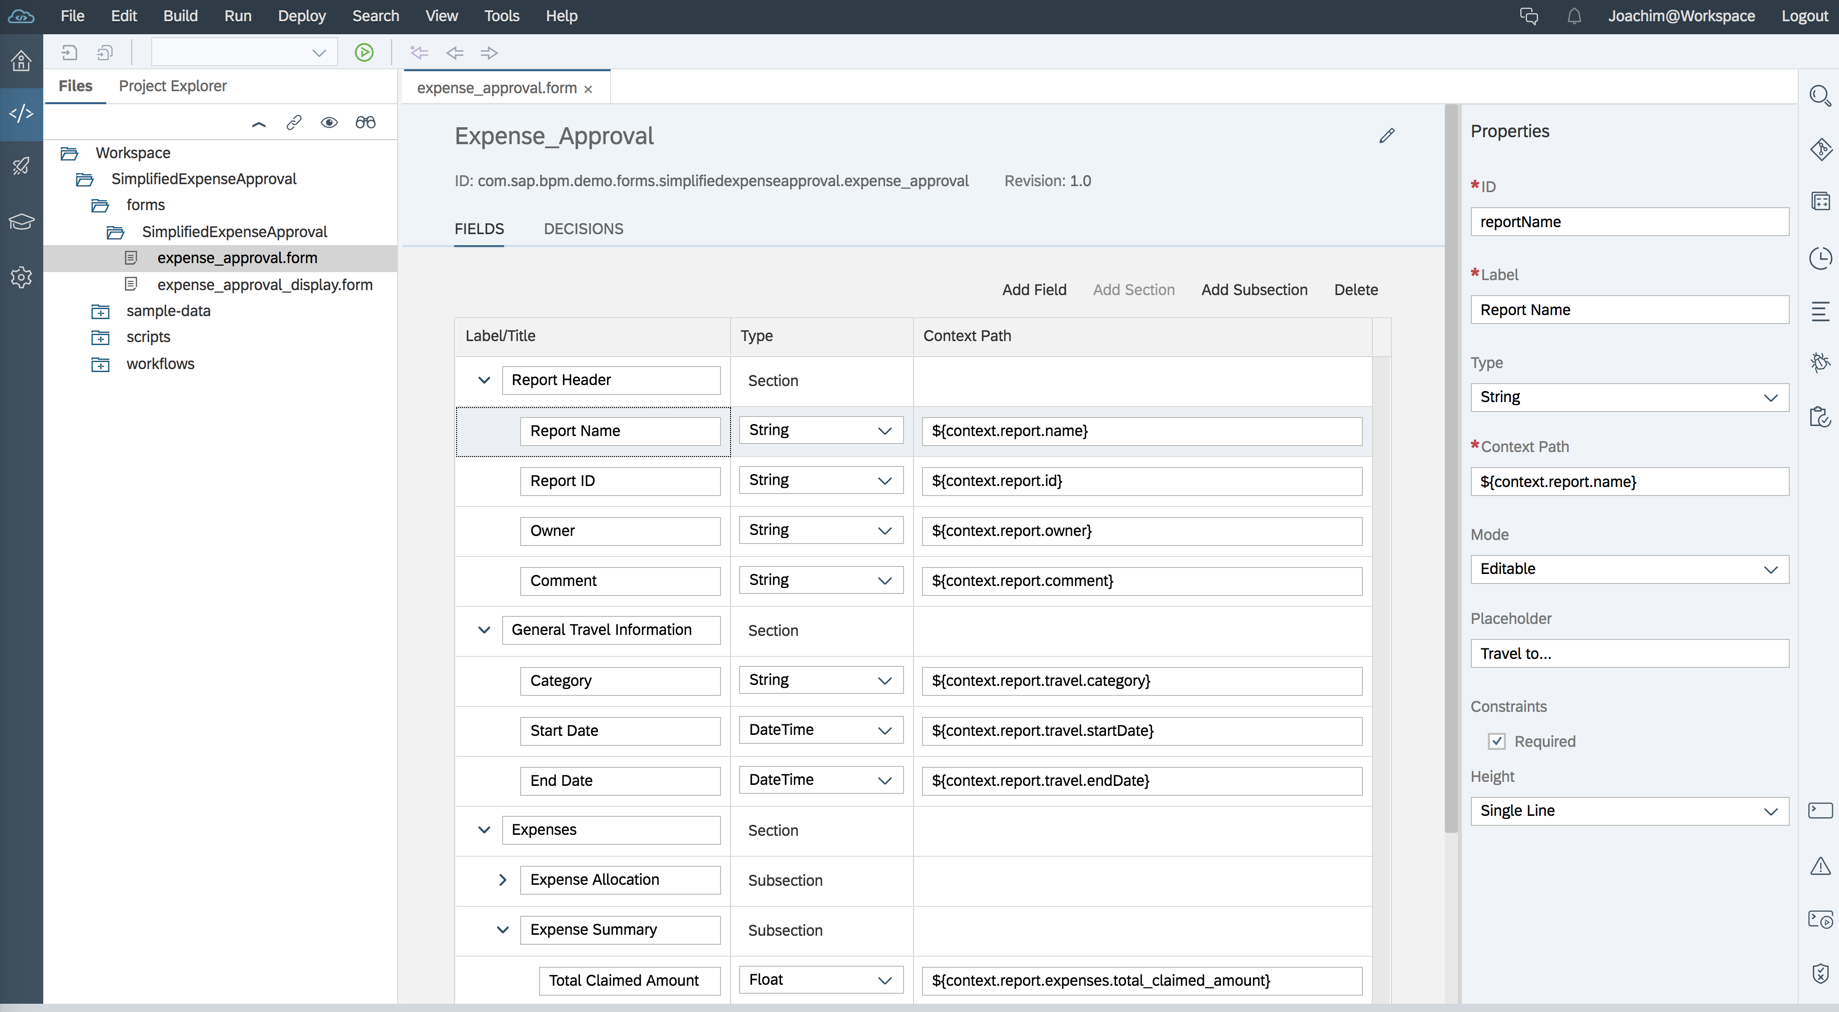 File Edit Build Run Deploy Search View Tools Help Joachim@Workspace Logout
Files Project Explorer
expense_approval.form ×
Workspace
SimplifiedExpenseApproval
forms
SimplifiedExpenseApproval
expense_approval.form
expense_approval_display.form
sample-data
scripts
workflows
Expense_Approval
ID: com.sap.bpm.demo.forms.simplifiedexpenseapproval.expense_approval Revision: 1.0
FIELDS DECISIONS
Add Field Add Section Add Subsection Delete
Label/Title Type Context Path
Report Header Section
Report Name String ${context.report.name}
Report ID String ${context.report.id}
Owner String ${context.report.owner}
Comment String ${context.report.comment}
General Travel Information Section
Category String ${context.report.travel.category}
Start Date DateTime ${context.report.travel.startDate}
End Date DateTime ${context.report.travel.endDate}
Expenses Section
Expense Allocation Subsection
Expense Summary Subsection
Total Claimed Amount Float ${context.report.expenses.total_claimed_amount}
Properties
*ID
reportName
*Label
Report Name
Type
String
*Context Path
${context.report.name}
Mode
Editable
Placeholder
Travel to...
Constraints
Required
Height
Single Line